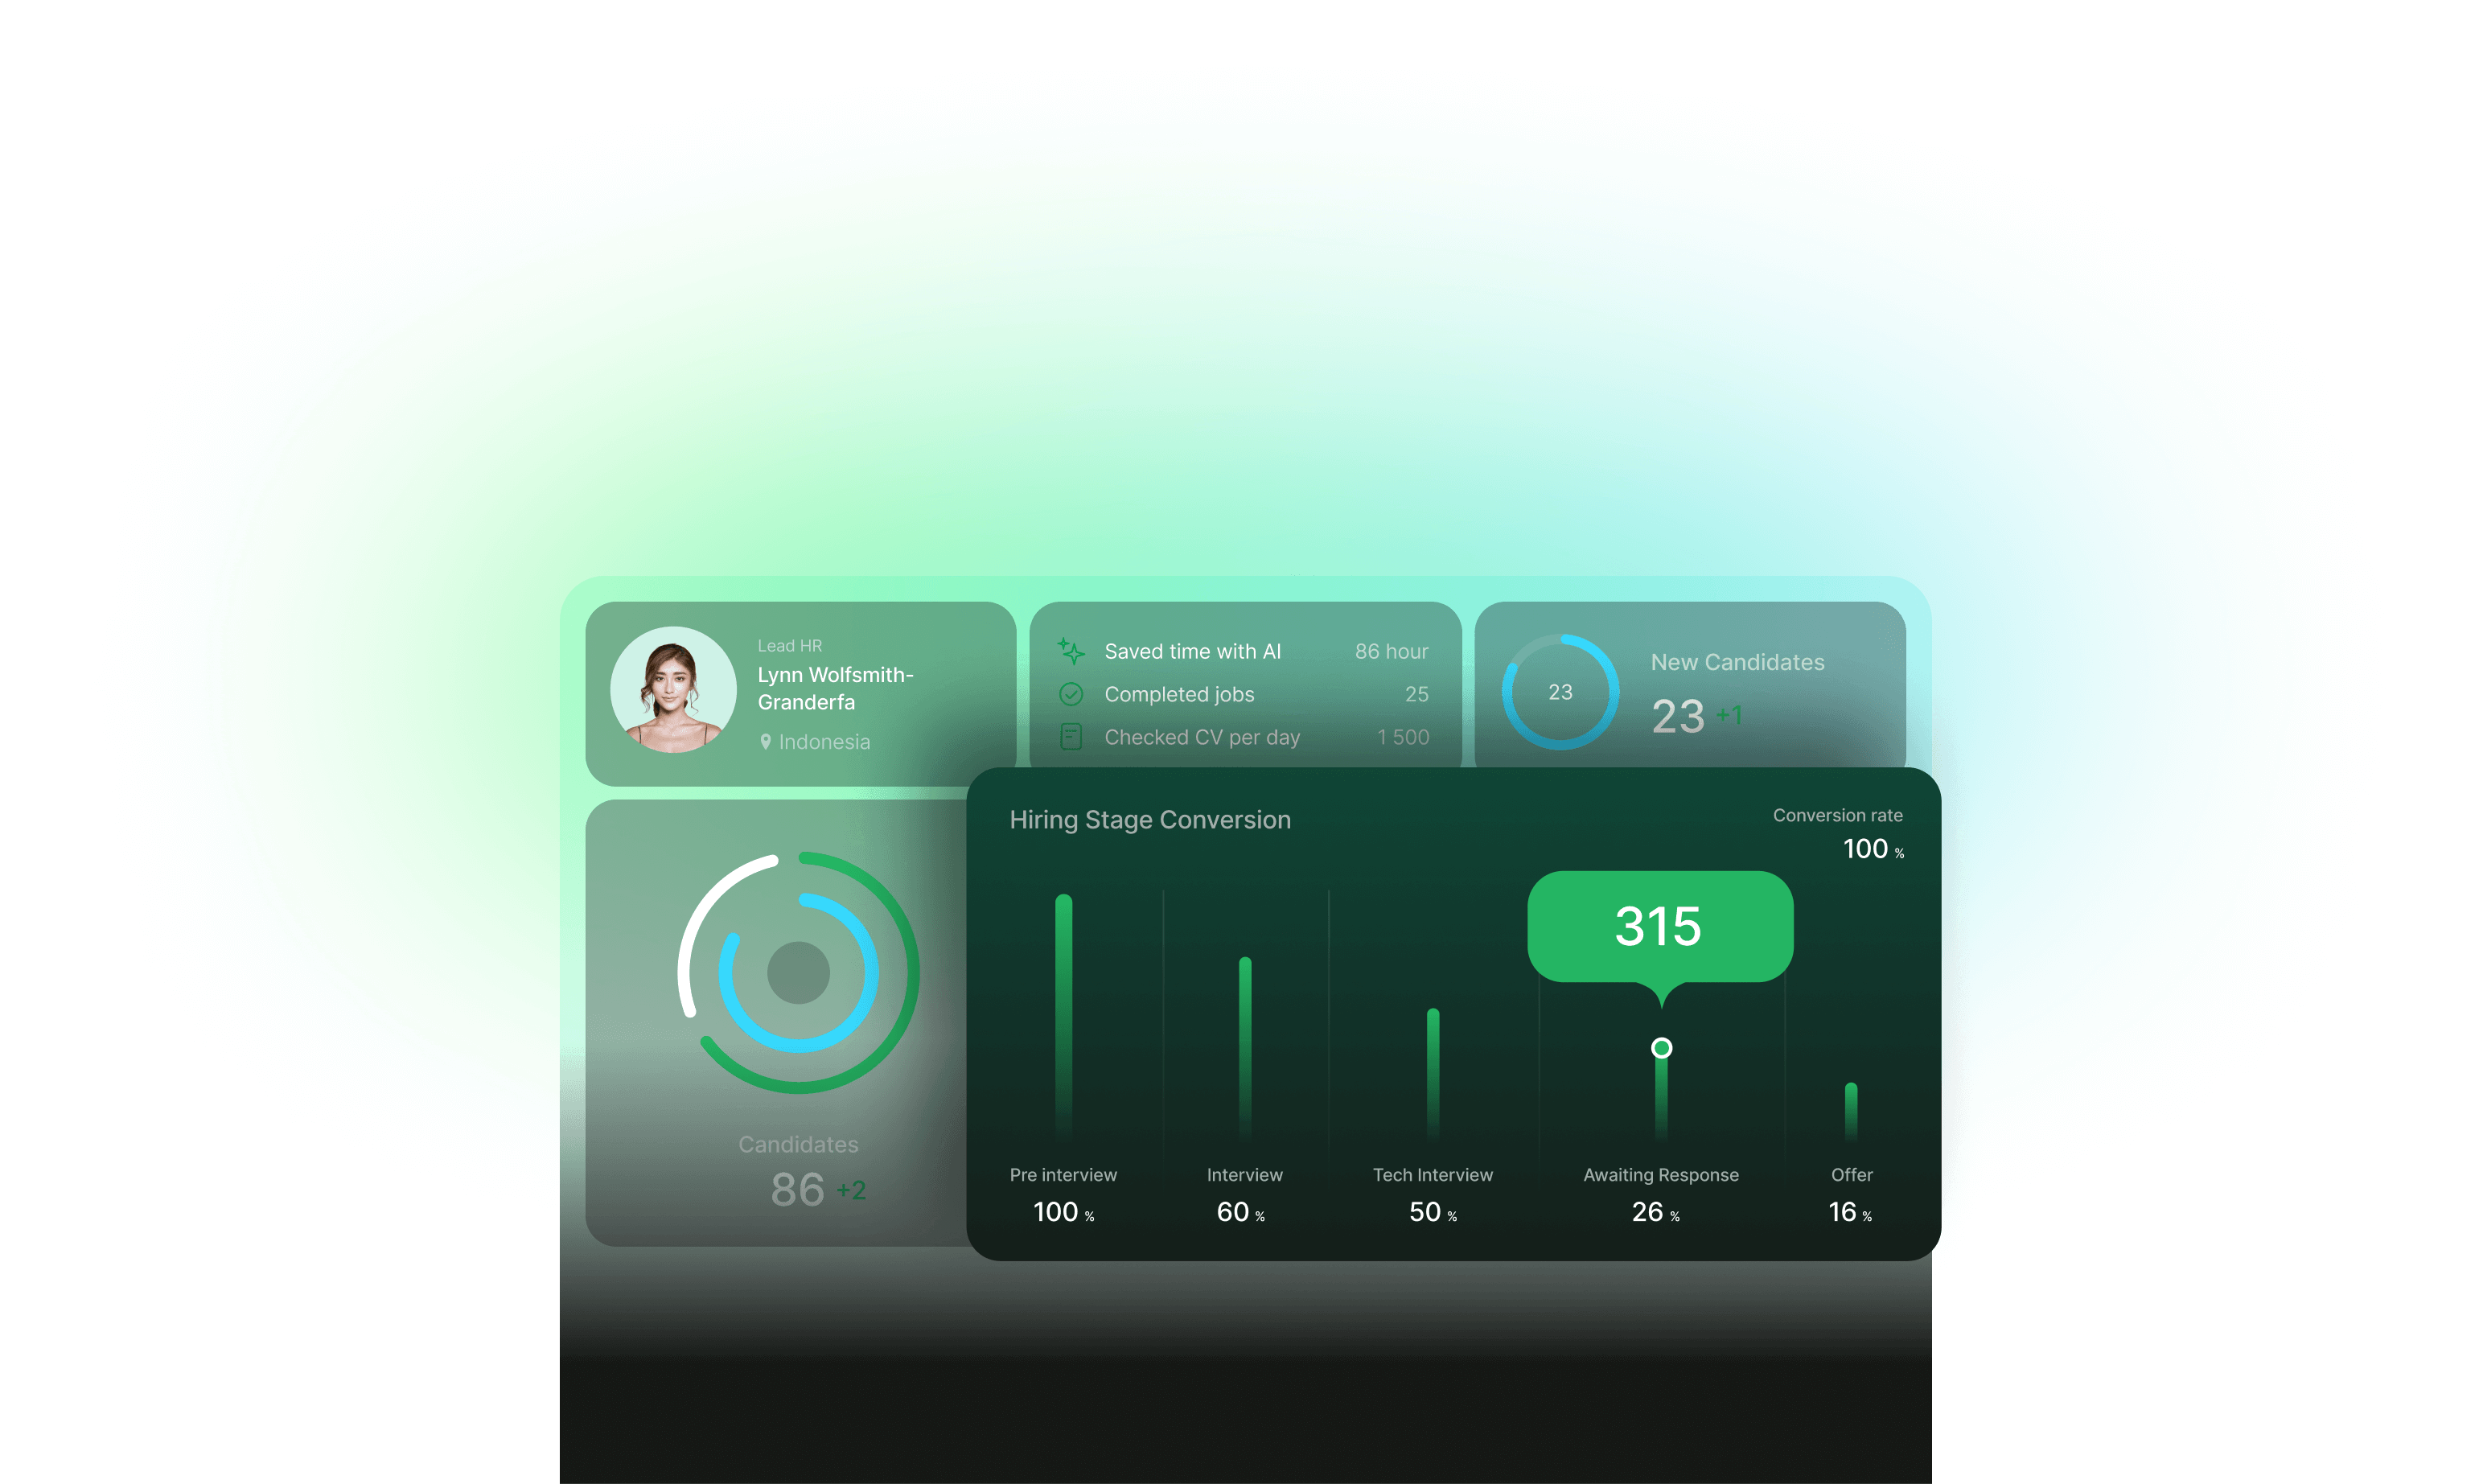 Lead HR
Lynn Wolfsmith-
Granderfa
Indonesia
Saved time with AI 86 hour
Completed jobs 25
Checked CV per day 1 500
23
New Candidates
23 +1
Candidates
86 +2
Hiring Stage Conversion
Conversion rate
100 %
315
Pre interview Interview Tech Interview Awaiting Response Offer
100 % 60 % 50 % 26 % 16 %